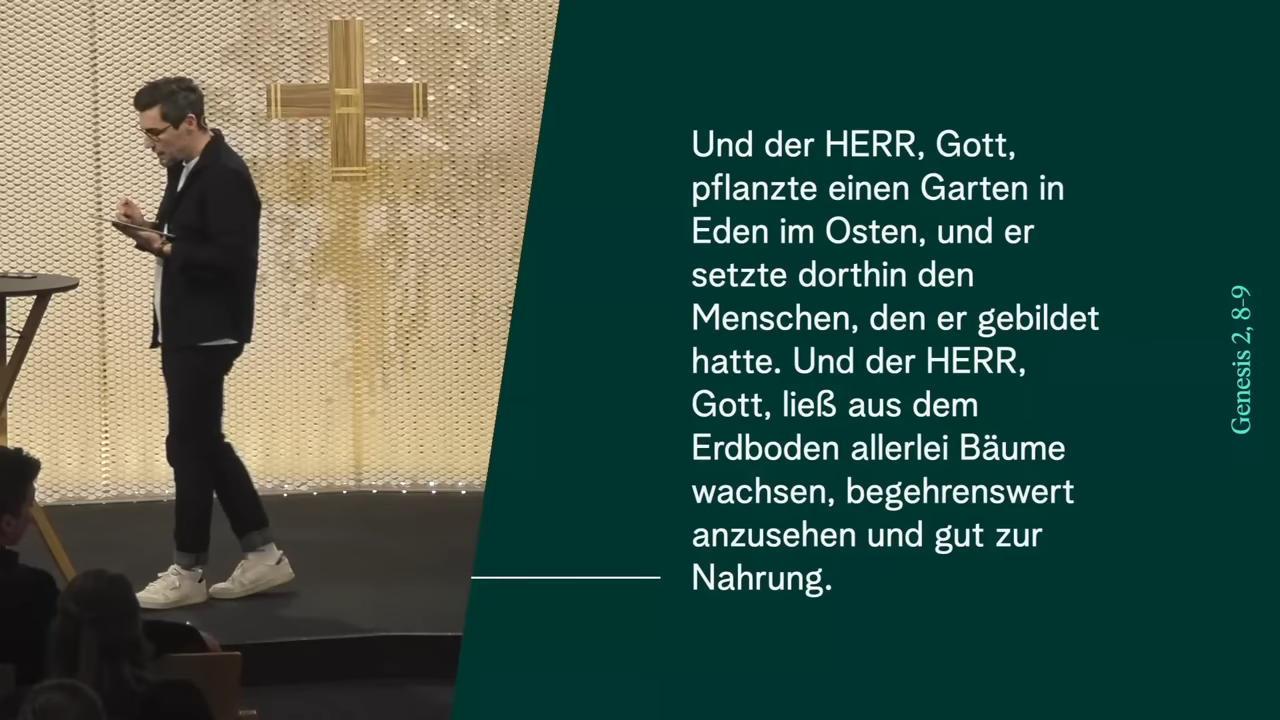 Und der HERR, Gott,
pflanzte einen Garten in
Eden im Osten, und er
setzte dorthin den
Menschen, den er gebildet
hatte. Und der HERR,
Gott, ließ aus dem
Erdboden allerlei Bäume
wachsen, begehrenswert
anzusehen und gut zur
Nahrung.
Genesis 2, 8-9